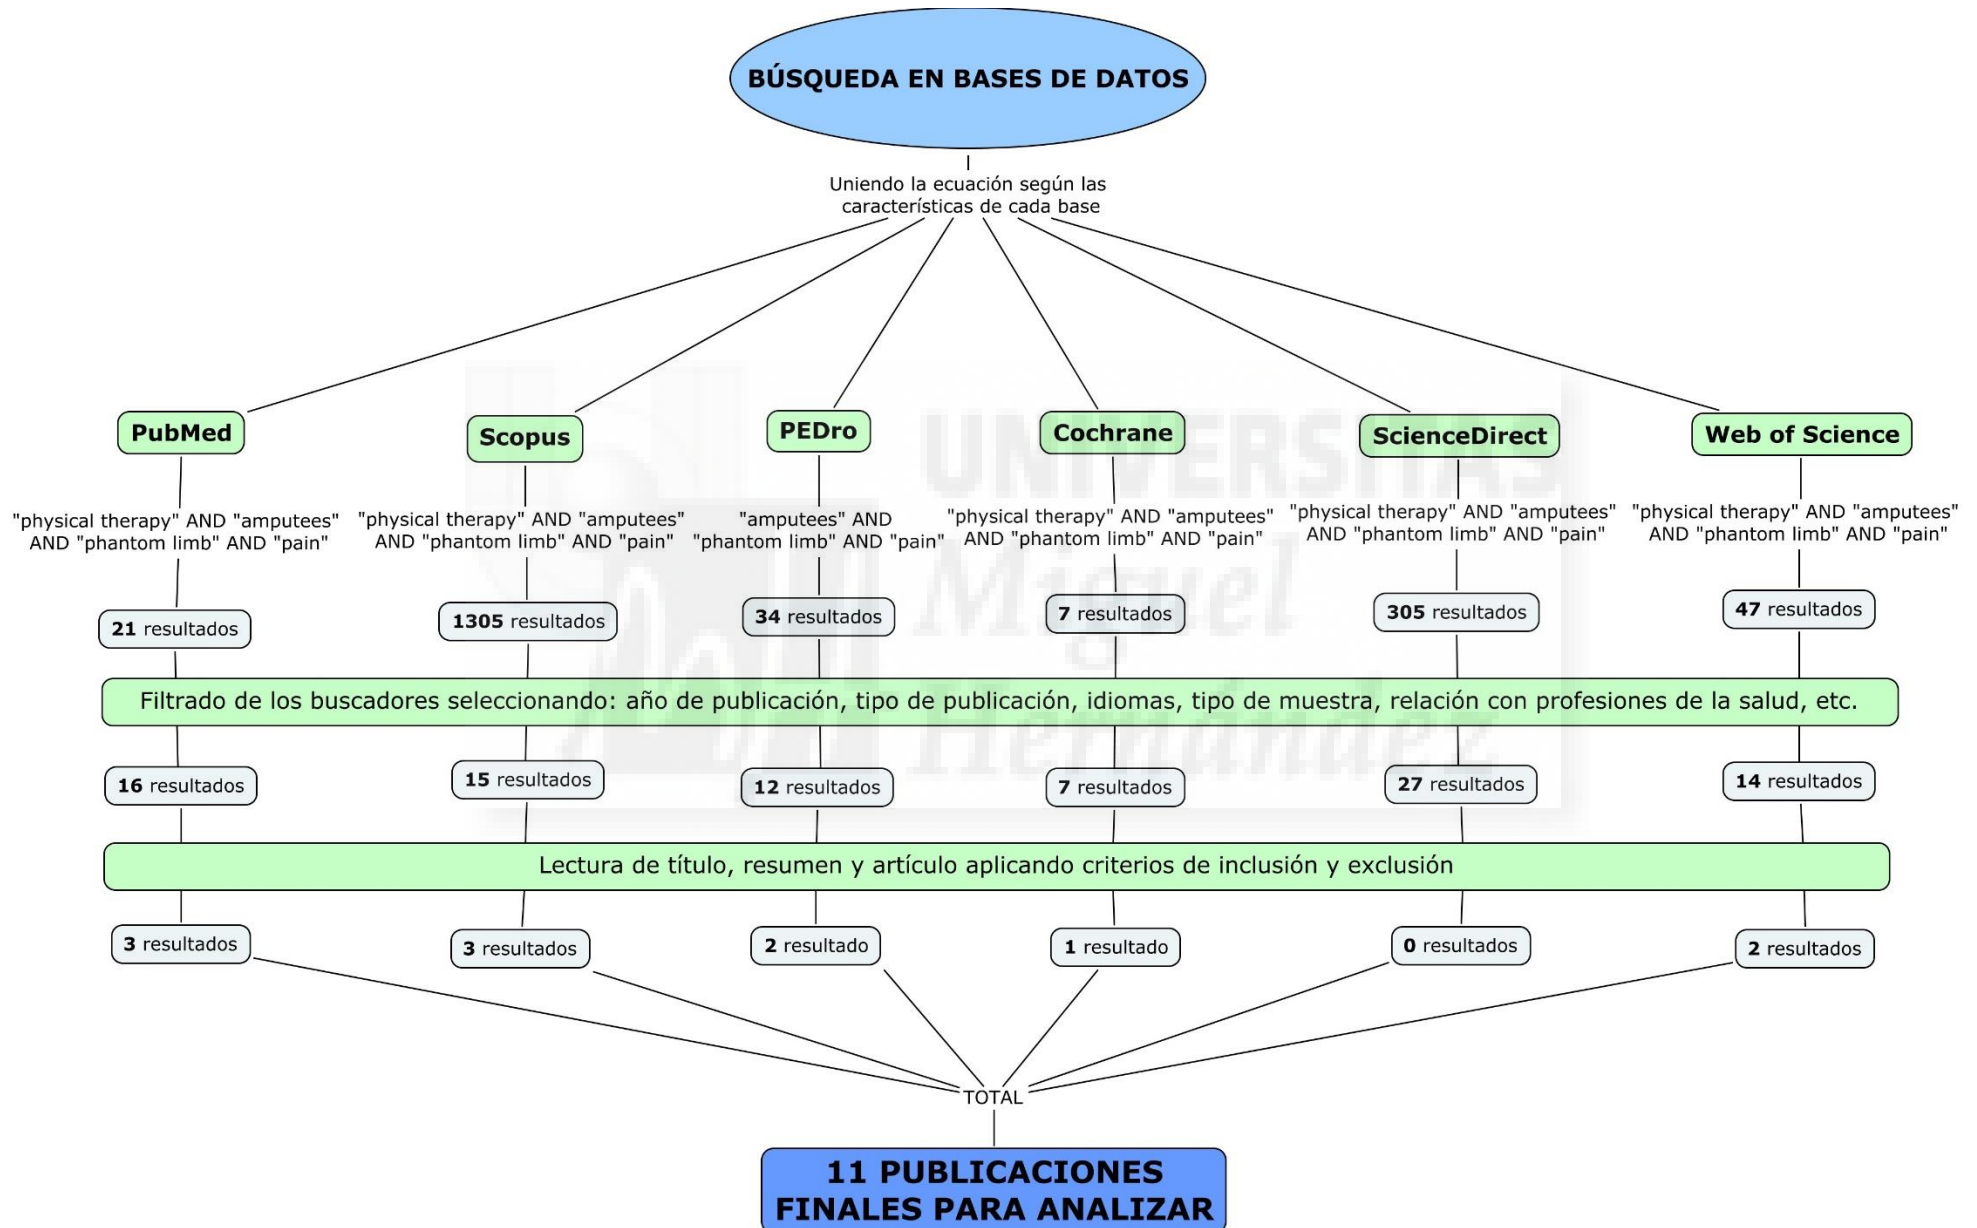 BÚSQUEDA EN BASES DE DATOS
Uniendo la ecuación según las
características de cada base
PubMed
Scopus
PEDro
Cochrane
ScienceDirect
Web of Science
"physical therapy" AND "amputees"
AND "phantom limb" AND "pain"
"physical therapy" AND "amputees"
AND "phantom limb" AND "pain"
"amputees" AND
"phantom limb" AND "pain"
"physical therapy" AND "amputees"
AND "phantom limb" AND "pain"
"physical therapy" AND "amputees"
AND "phantom limb" AND "pain"
"physical therapy" AND "amputees"
AND "phantom limb" AND "pain"
21 resultados
1305 resultados
34 resultados
7 resultados
305 resultados
47 resultados
Filtrado de los buscadores seleccionando: año de publicación, tipo de publicación, idiomas, tipo de muestra, relación con profesiones de la salud, etc.
16 resultados
15 resultados
12 resultados
7 resultados
27 resultados
14 resultados
Lectura de título, resumen y artículo aplicando criterios de inclusión y exclusión
3 resultados
3 resultados
2 resultado
1 resultado
0 resultados
2 resultados
TOTAL
11 PUBLICACIONES
FINALES PARA ANALIZAR
UNIVERSITAS
Miguel
Hernández